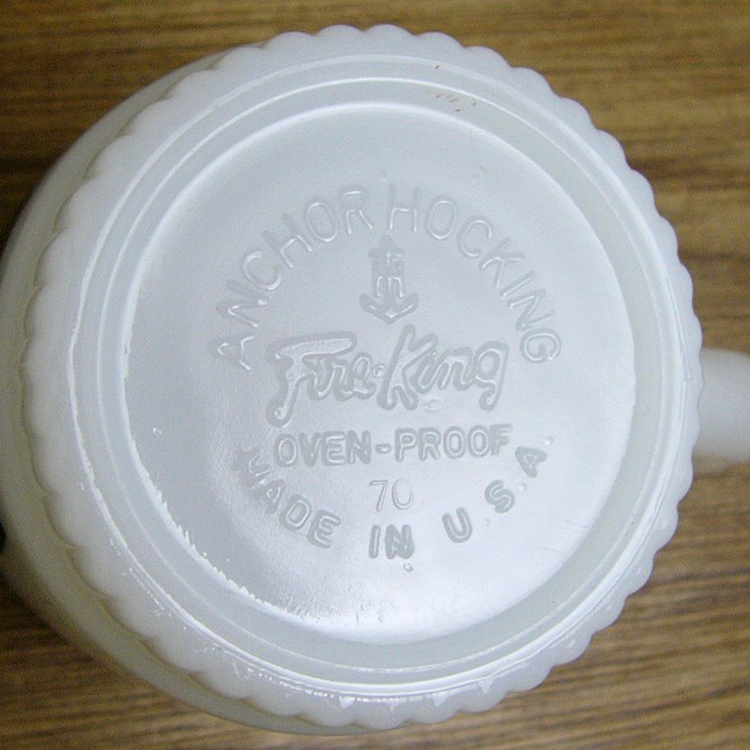 ANCHOR HOCKING
Fire-King
OVEN-PROOF
70
MADE IN U.S.A.